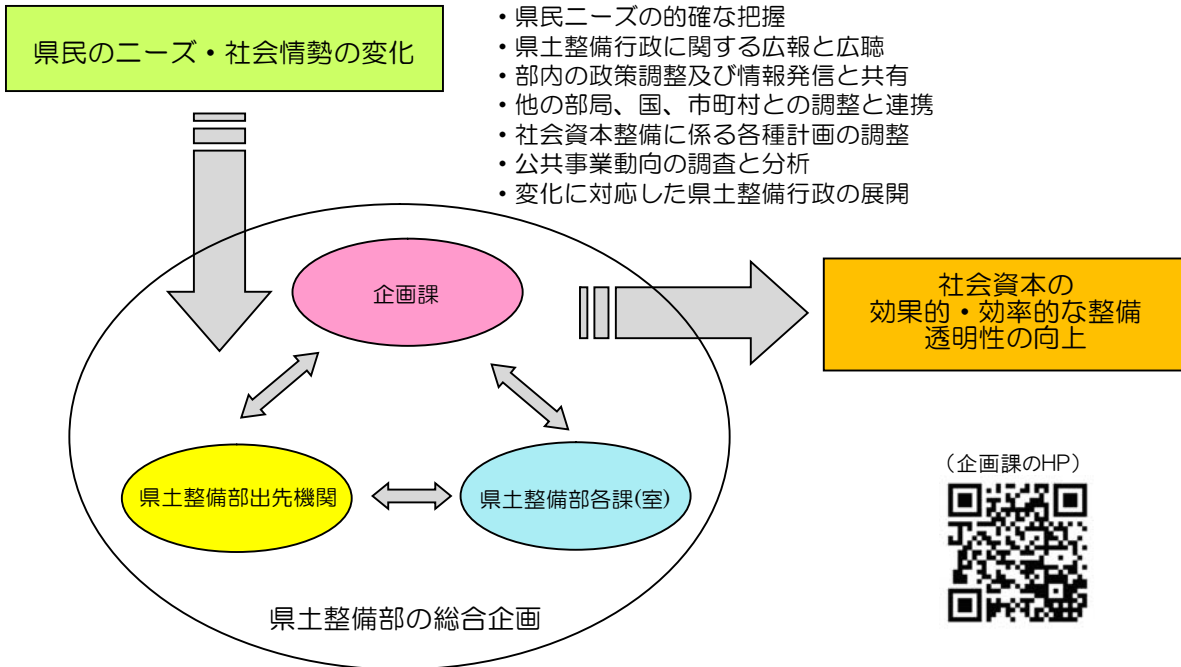 県民のニーズ・社会情勢の変化
・県民ニーズの的確な把握
・県土整備行政に関する広報と広聴
・部内の政策調整及び情報発信と共有
・他の部局、国、市町村との調整と連携
・社会資本整備に係る各種計画の調整
・公共事業動向の調査と分析
・変化に対応した県土整備行政の展開
企画課
社会資本の
効果的・効率的な整備
透明性の向上
県土整備部出先機関
県土整備部各課(室)
県土整備部の総合企画
（企画課のHP）